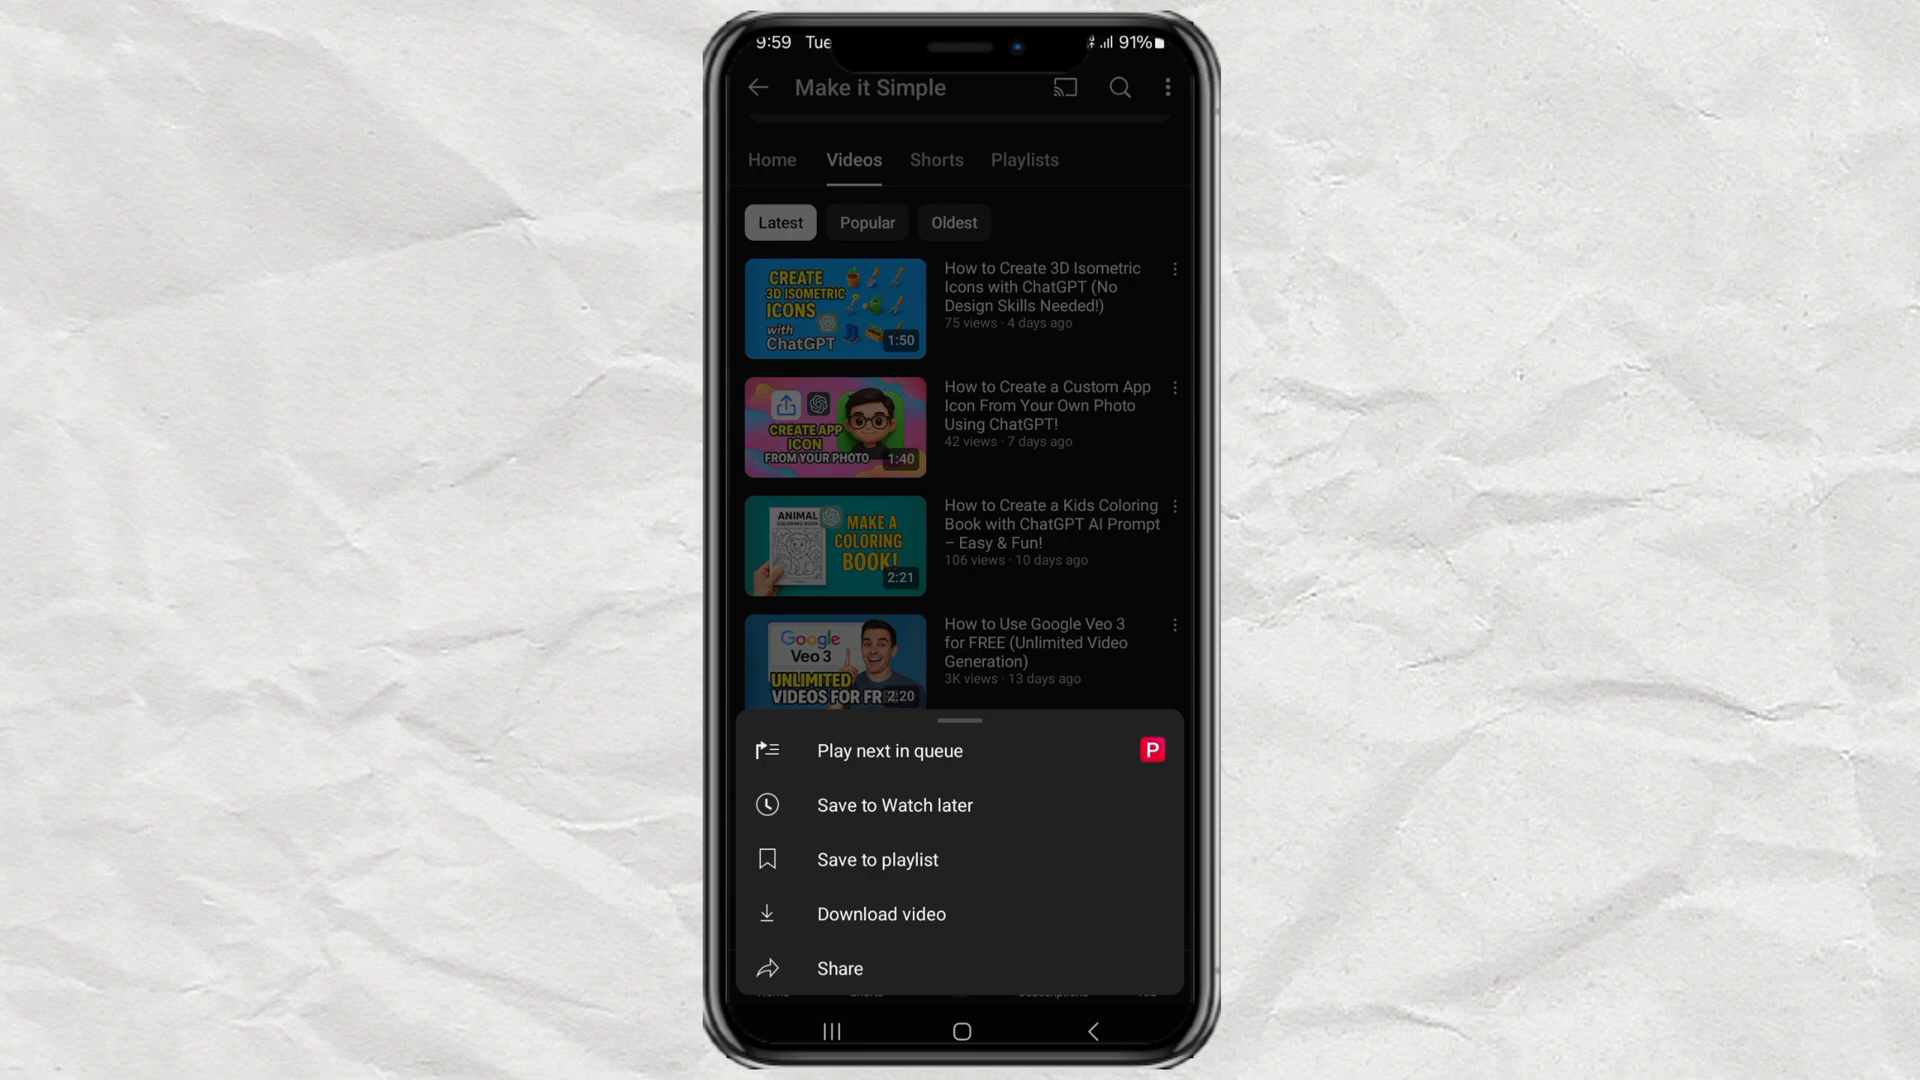 9:59 Tue
91%
Make it Simple
Home Videos Shorts Playlists
Latest Popular Oldest
CREATE
3D ISOMETRIC
ICONS
with
ChatGPT
1:50
How to Create 3D Isometric
Icons with ChatGPT (No
Design Skills Needed!)
75 views · 4 days ago
CREATE APP
ICON
FROM YOUR PHOTO
1:40
How to Create a Custom App
Icon From Your Own Photo
Using ChatGPT!
42 views · 7 days ago
ANIMAL
COLORING BOOK
MAKE A
COLORING
BOOK!
2:21
How to Create a Kids Coloring
Book with ChatGPT AI Prompt
– Easy & Fun!
106 views · 10 days ago
Google
Veo 3
UNLIMITED
VIDEOS FOR FR
2:20
How to Use Google Veo 3
for FREE (Unlimited Video
Generation)
3K views · 13 days ago
Play next in queue P
Save to Watch later
Save to playlist
Download video
Share